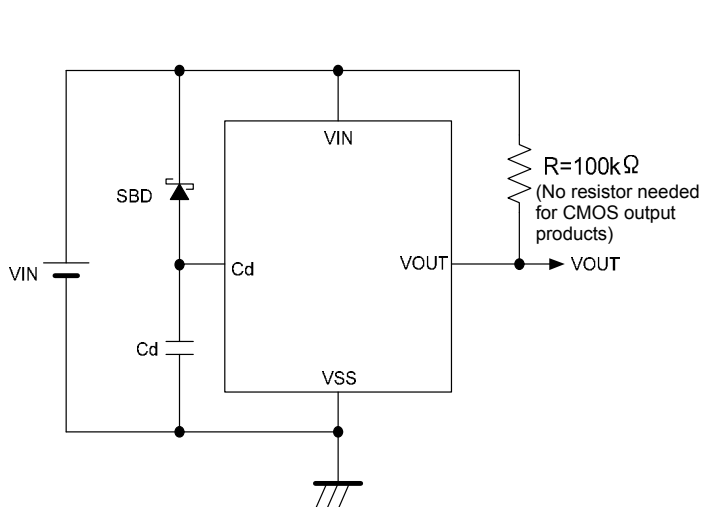 VIN
SBD
R=100kΩ
(No resistor needed
for CMOS output
products)
VIN
Cd
VOUT
VOUT
Cd
VSS